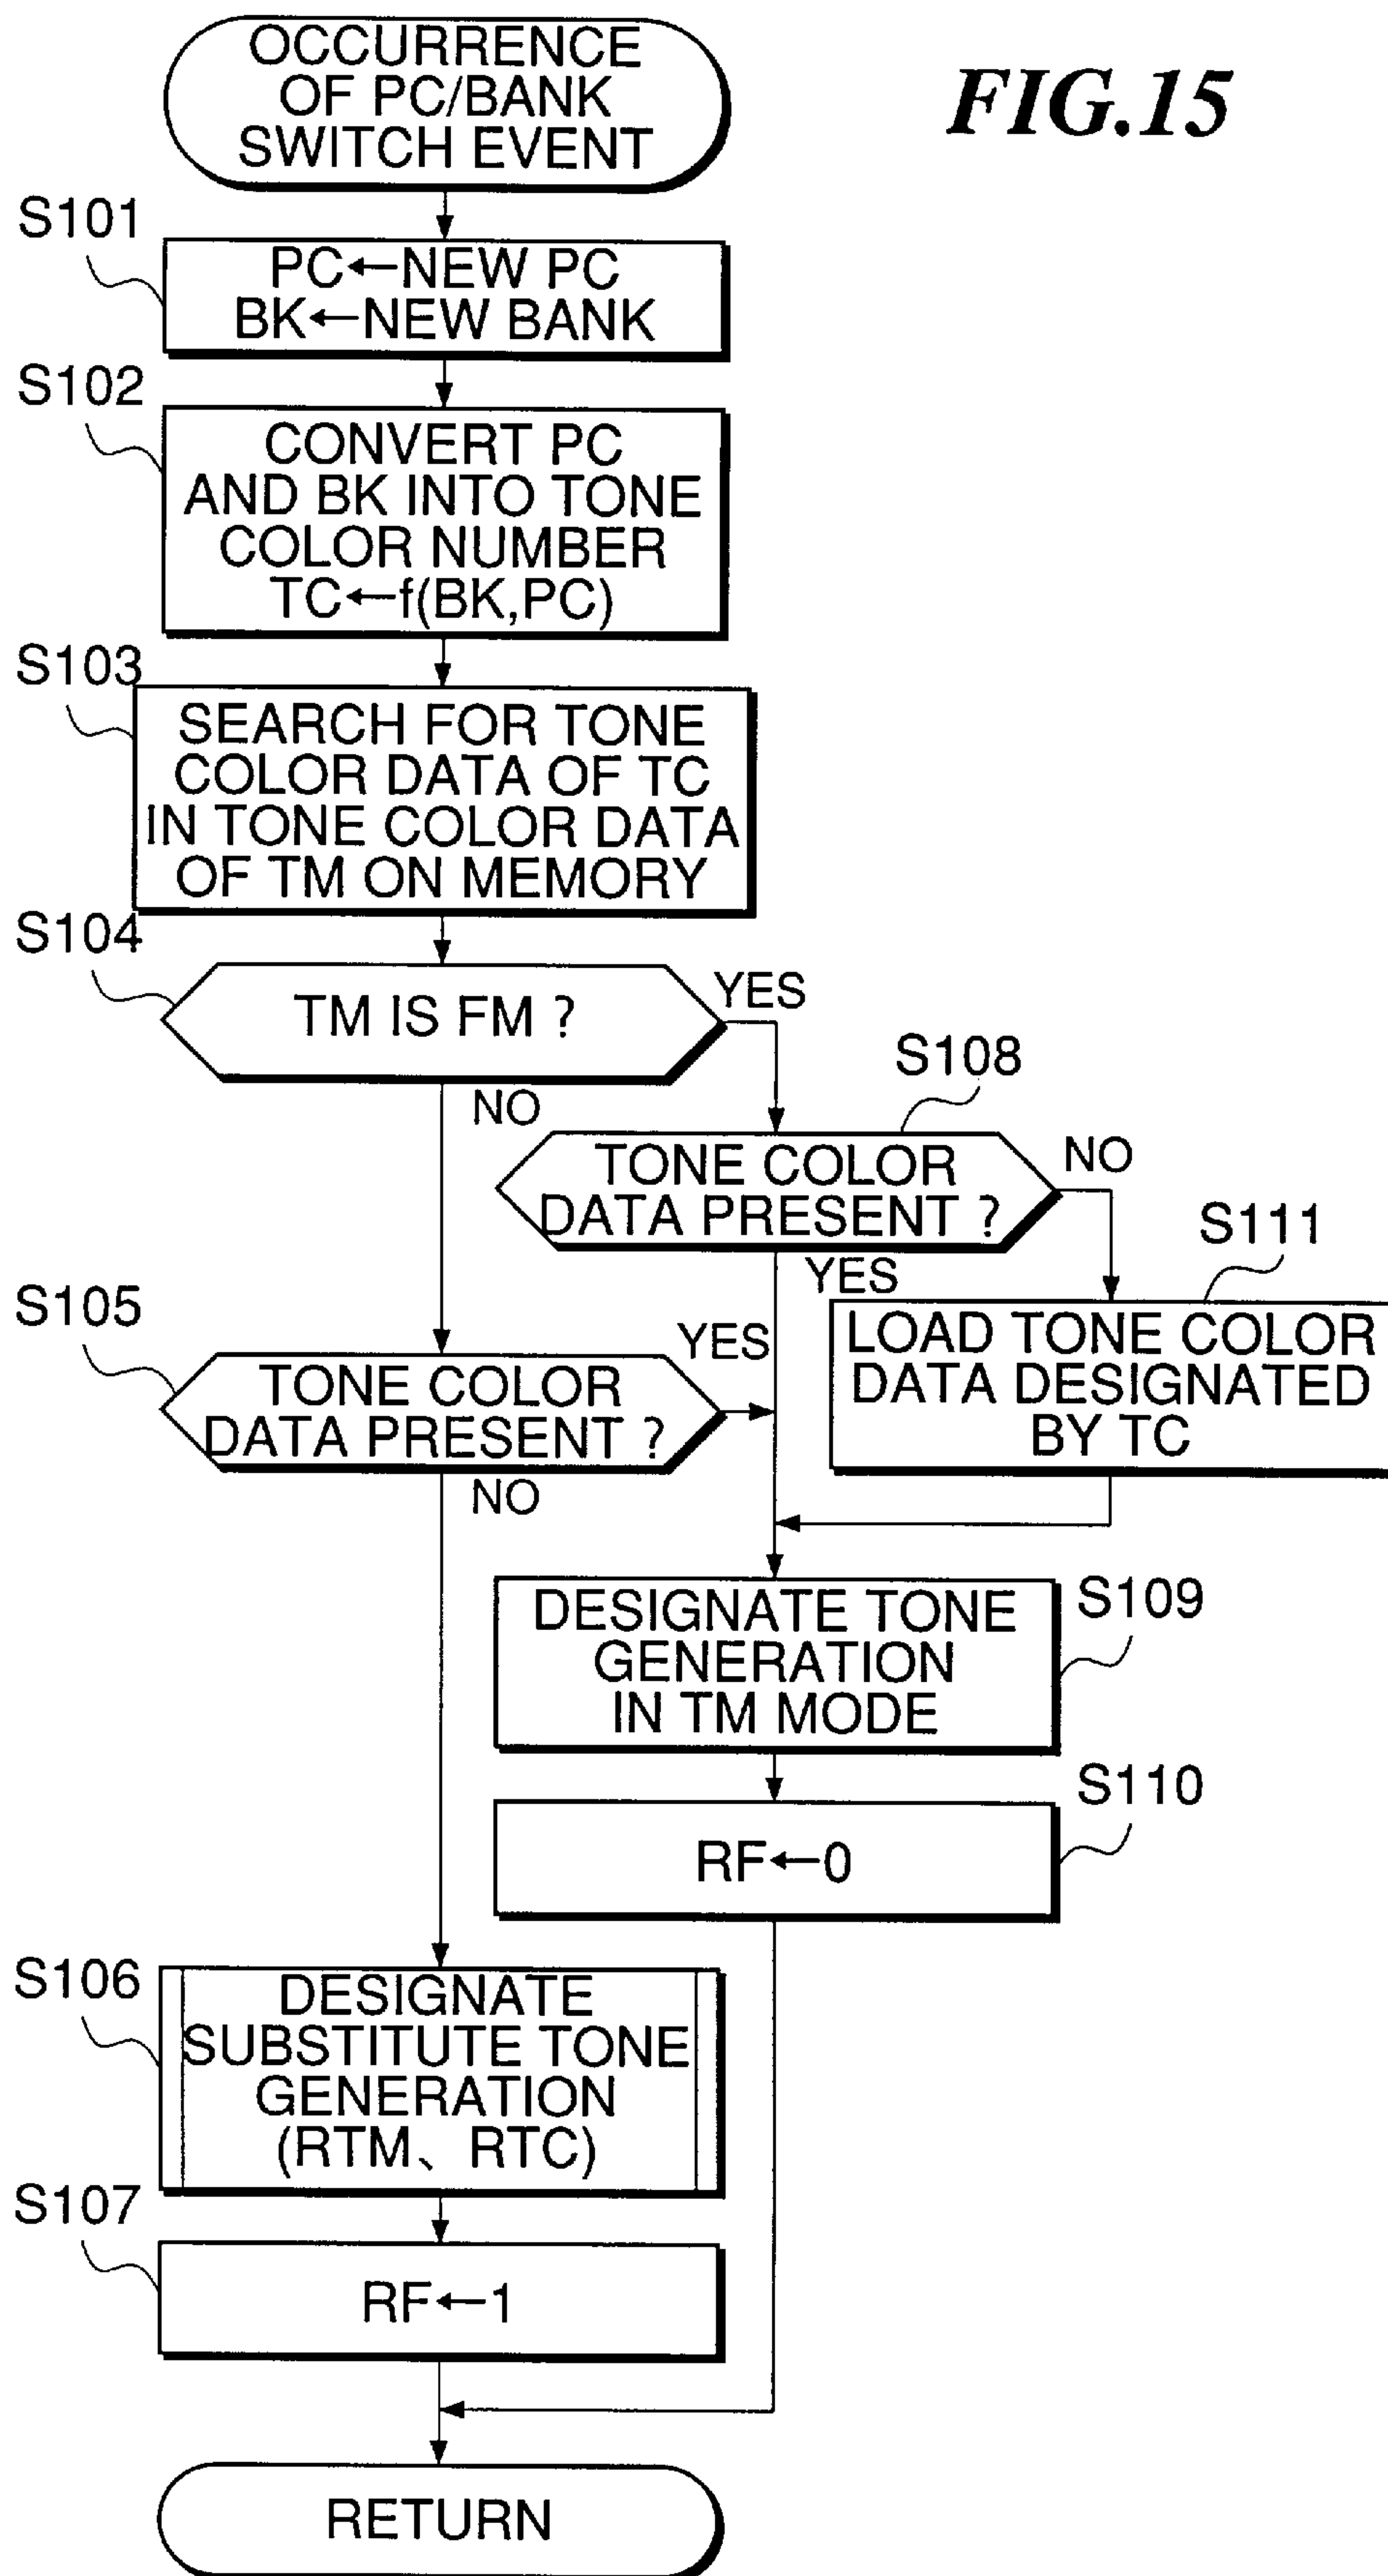 OCCURRENCE
OF PC/BANK
SWITCH EVENT
FIG.15
S101
PC←NEW PC
BK←NEW BANK
S102
CONVERT PC
AND BK INTO TONE
COLOR NUMBER
TC←f(BK,PC)
S103
SEARCH FOR TONE
COLOR DATA OF TC
IN TONE COLOR DATA
OF TM ON MEMORY
S104
TM IS FM ?
YES
NO
S108
TONE COLOR
DATA PRESENT ?
NO
YES
S111
LOAD TONE COLOR
DATA DESIGNATED
BY TC
S105
TONE COLOR
DATA PRESENT ?
YES
NO
DESIGNATE TONE
GENERATION
IN TM MODE
S109
S110
RF←0
S106
DESIGNATE
SUBSTITUTE TONE
GENERATION
(RTM、RTC)
S107
RF←1
RETURN